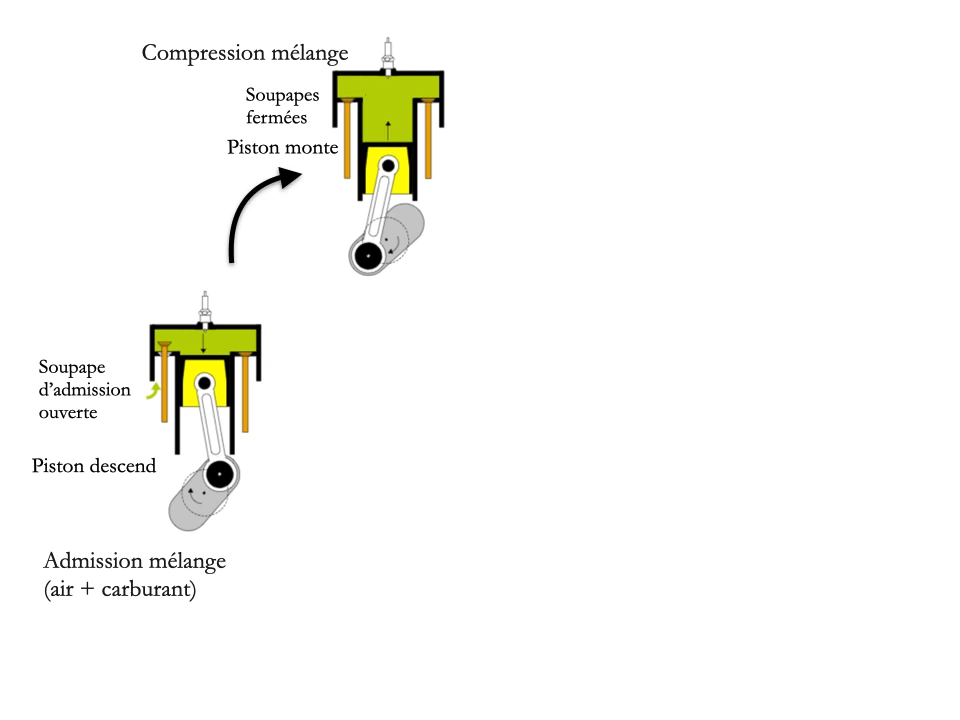 Compression mélange
Soupapes
fermées
Piston monte
Soupape
d’admission
ouverte
Piston descend
Admission mélange
(air + carburant)